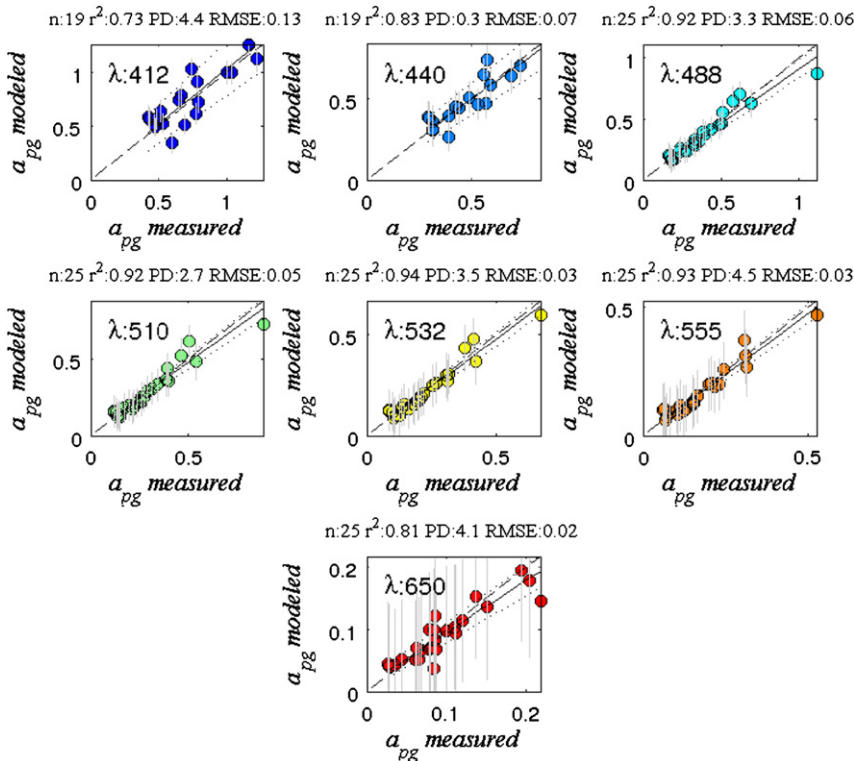 n:19 r²:0.73 PD:4.4 RMSE:0.13
n:19 r²:0.83 PD:0.3 RMSE:0.07
n:25 r²:0.92 PD:3.3 RMSE:0.06
λ:412
λ:440
λ:488
a_pg modeled
1
0.5
0
0 0.5 1
a_pg measured
a_pg modeled
0.5
0
0 0.5
a_pg measured
a_pg modeled
1
0.5
0
0 0.5 1
a_pg measured
n:25 r²:0.92 PD:2.7 RMSE:0.05
n:25 r²:0.94 PD:3.5 RMSE:0.03
n:25 r²:0.93 PD:4.5 RMSE:0.03
λ:510
λ:532
λ:555
a_pg modeled
0.5
0
0 0.5
a_pg measured
a_pg modeled
0.5
0
0 0.5
a_pg measured
a_pg modeled
0.5
0
0 0.5
a_pg measured
n:25 r²:0.81 PD:4.1 RMSE:0.02
λ:650
a_pg modeled
0.2
0.1
0
0 0.1 0.2
a_pg measured